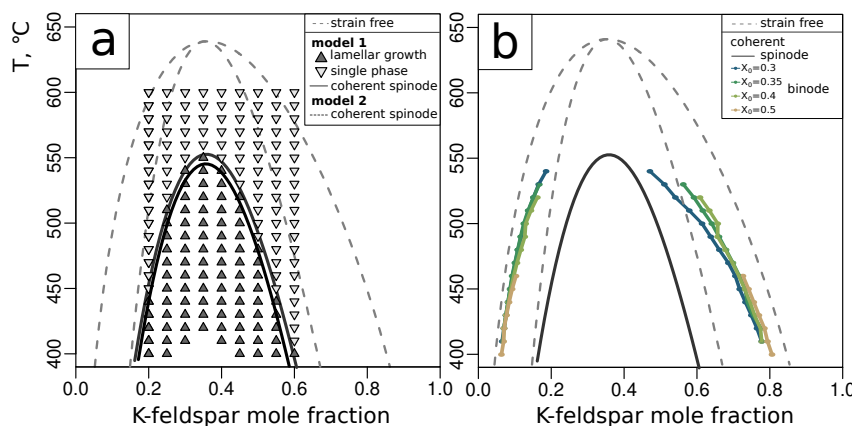 a
strain free
model 1
lamellar growth
single phase
coherent spinode
model 2
coherent spinode
T, ℃
650
600
550
500
450
400
0.0 0.2 0.4 0.6 0.8 1.0
K-feldspar mole fraction
b
strain free
coherent
spinode
X₀=0.3
X₀=0.35
X₀=0.4
X₀=0.5
binode
650
600
550
500
450
400
0.0 0.2 0.4 0.6 0.8 1.0
K-feldspar mole fraction